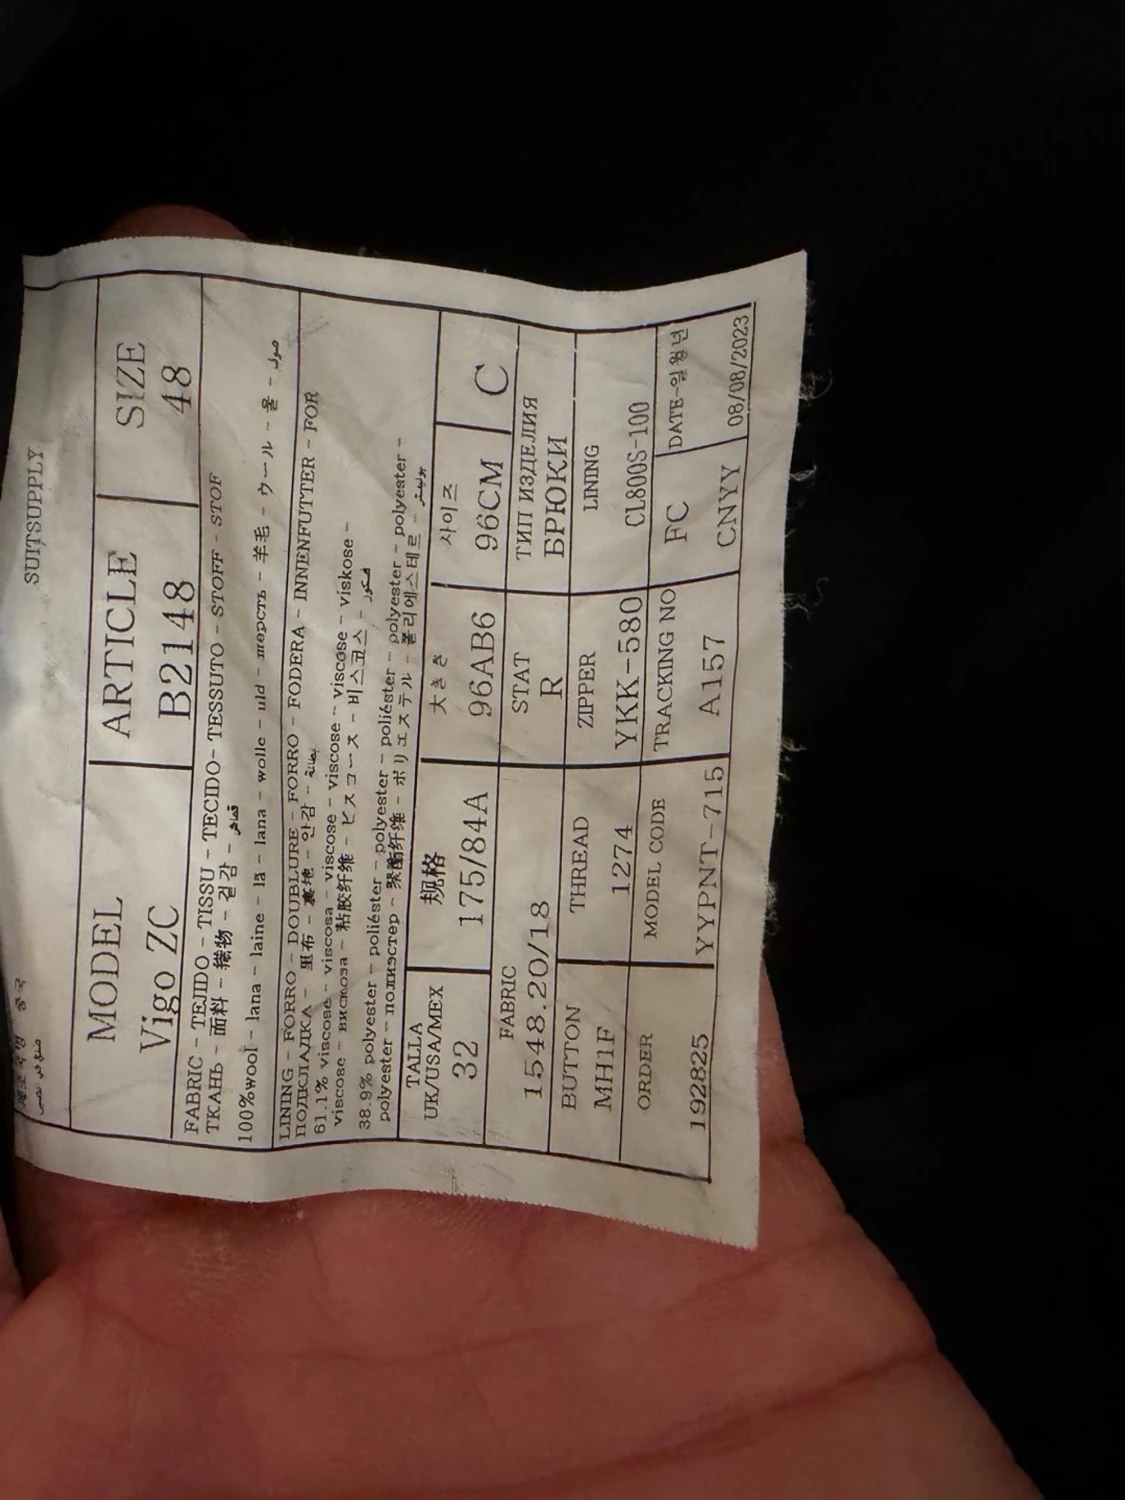 SUITSUPPLY
MODEL ARTICLE SIZE
Vigo ZC B2148 48
FABRIC - TEJIDO - TISSU - TECIDO- TESSUTO - STOFF - STOF
ТКАНЬ - 面料 - 織物 - 겉감 - قماش
100%wool - lana - laine - lã - lana - wolle - uld - шерсть - 羊毛 - ウール - 울 - صوف
LINING - FORRO - DOUBLURE - FORRO - FODERA - INNENFUTTER - FOR
ПОДКЛАДКА - 里布 - 裏地 - 안감 - بطانة
61.1% viscose - viscosa - viscose - viscose - viscose - viskose -
viscose - вискоза - 粘胶纤维 - ビスコース - 비스코스 - فسكوز
38.9% polyester - poliéster - polyester - poliéster - polyester - polyester -
polyester - полиэстер - 聚酯纤维 - ポリエステル - 폴리에스테르 - بوليستر
TALLA 规格 大きさ 사이즈
UK/USA/MEX
32 175/84A 96AB6 96CM C
FABRIC STAT ТИП ИЗДЕЛИЯ
1548.20/18 R БРЮКИ
BUTTON THREAD ZIPPER LINING
MH1F 1274 YKK-580 CL800S-100
ORDER MODEL CODE TRACKING NO FC DATE-일월년
192825 YYPNT-715 A157 CNYY 08/08/2023